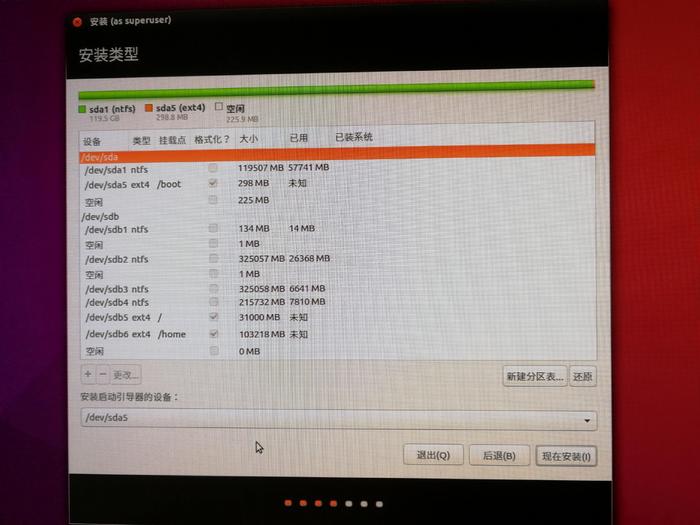 安装 (as superuser)
安装类型
sda1 (ntfs) sda5 (ext4) 空闲
119.5 GB 298.8 MB 225.9 MB
设备 类型 挂载点 格式化？ 大小 已用 已装系统
/dev/sda
/dev/sda1 ntfs 119507 MB 57741 MB
/dev/sda5 ext4 /boot 298 MB 未知
空闲 225 MB
/dev/sdb
/dev/sdb1 ntfs 134 MB 14 MB
空闲 1 MB
/dev/sdb2 ntfs 325057 MB 26368 MB
空闲 1 MB
/dev/sdb3 ntfs 325058 MB 6641 MB
/dev/sdb4 ntfs 215732 MB 7810 MB
/dev/sdb5 ext4 / 31000 MB 未知
/dev/sdb6 ext4 /home 103218 MB 未知
空闲 0 MB
+ − 更改... 新建分区表... 还原
安装启动引导器的设备：
/dev/sda5
退出(Q) 后退(B) 现在安装(I)